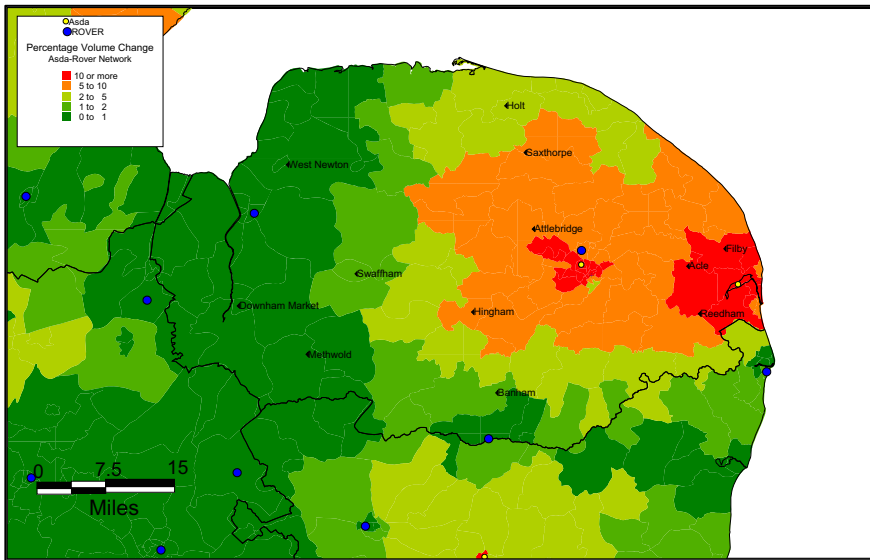 Asda
ROVER
Percentage Volume Change
Asda-Rover Network
10 or more
5 to 10
2 to 5
1 to 2
0 to 1
Holt
Saxthorpe
West Newton
Attlebridge
Filby
Acle
Swaffham
Downham Market
Hingham
Reedham
Methwold
Banham
0 7.5 15
Miles